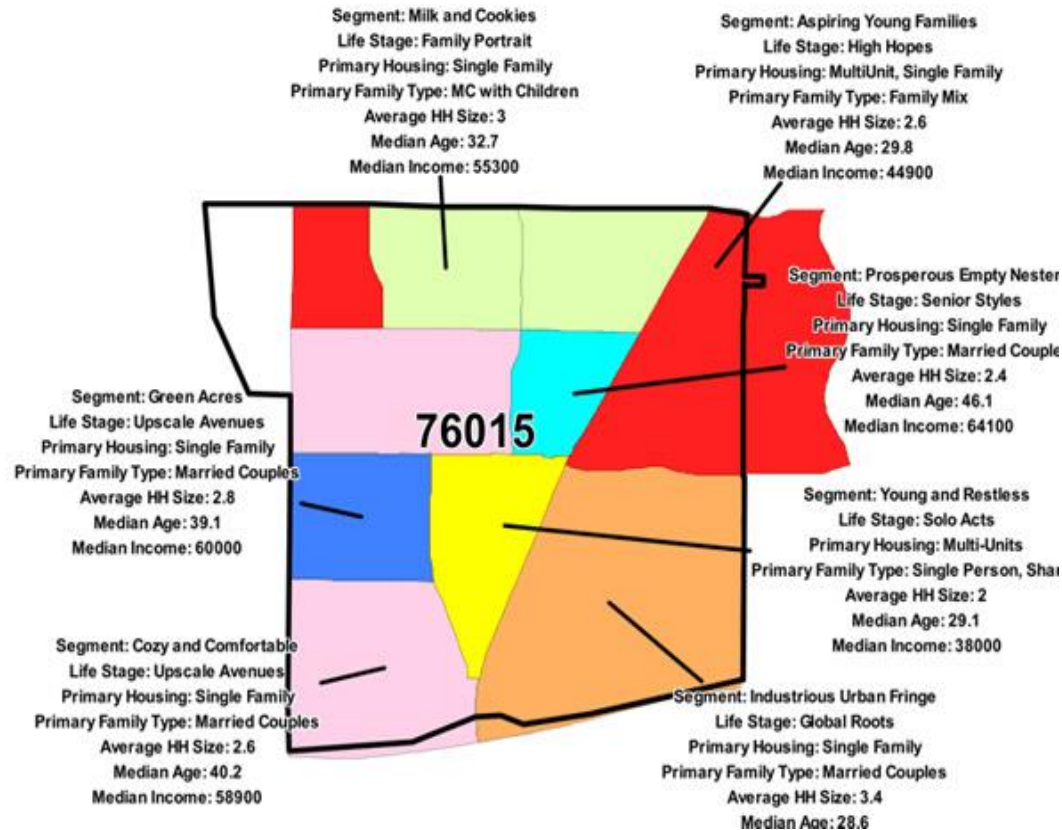 Segment: Milk and Cookies
Life Stage: Family Portrait
Primary Housing: Single Family
Primary Family Type: MC with Children
Average HH Size: 3
Median Age: 32.7
Median Income: 55300
Segment: Aspiring Young Families
Life Stage: High Hopes
Primary Housing: MultiUnit, Single Family
Primary Family Type: Family Mix
Average HH Size: 2.6
Median Age: 29.8
Median Income: 44900
Segment: Prosperous Empty Nester
Life Stage: Senior Styles
Primary Housing: Single Family
Primary Family Type: Married Couple
Average HH Size: 2.4
Median Age: 46.1
Median Income: 64100
76015
Segment: Green Acres
Life Stage: Upscale Avenues
Primary Housing: Single Family
Primary Family Type: Married Couples
Average HH Size: 2.8
Median Age: 39.1
Median Income: 60000
Segment: Young and Restless
Life Stage: Solo Acts
Primary Housing: Multi-Units
Primary Family Type: Single Person, Shar
Average HH Size: 2
Median Age: 29.1
Median Income: 38000
Segment: Cozy and Comfortable
Life Stage: Upscale Avenues
Primary Housing: Single Family
Primary Family Type: Married Couples
Average HH Size: 2.6
Median Age: 40.2
Median Income: 58900
Segment: Industrious Urban Fringe
Life Stage: Global Roots
Primary Housing: Single Family
Primary Family Type: Married Couples
Average HH Size: 3.4
Median Age: 28.6